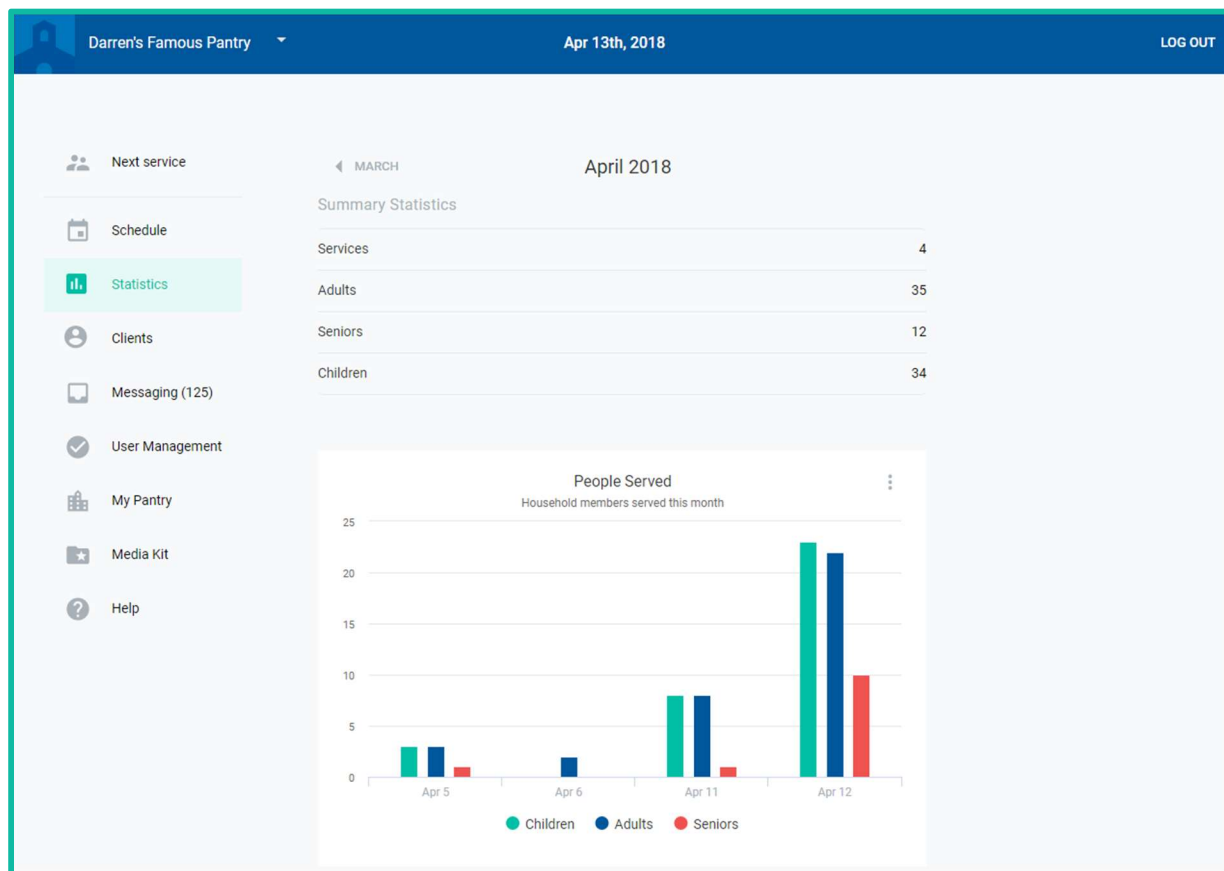 Darren's Famous Pantry
Apr 13th, 2018
LOG OUT
Next service
Schedule
Statistics
Clients
Messaging (125)
User Management
My Pantry
Media Kit
Help
MARCH
April 2018
Summary Statistics
Services 4
Adults 35
Seniors 12
Children 34
People Served
Household members served this month
25
20
15
10
5
0
Apr 5 Apr 6 Apr 11 Apr 12
Children Adults Seniors